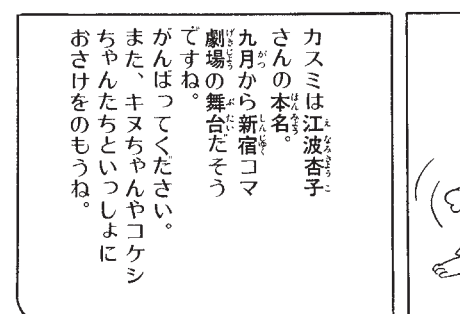 カスミは江波杏子
さんの本名。
九月から新宿コマ
劇場の舞台だそう
ですね。
がんばってください。
また、キヌちゃんやコケシ
ちゃんたちといっしょに
おさけをのもうね。